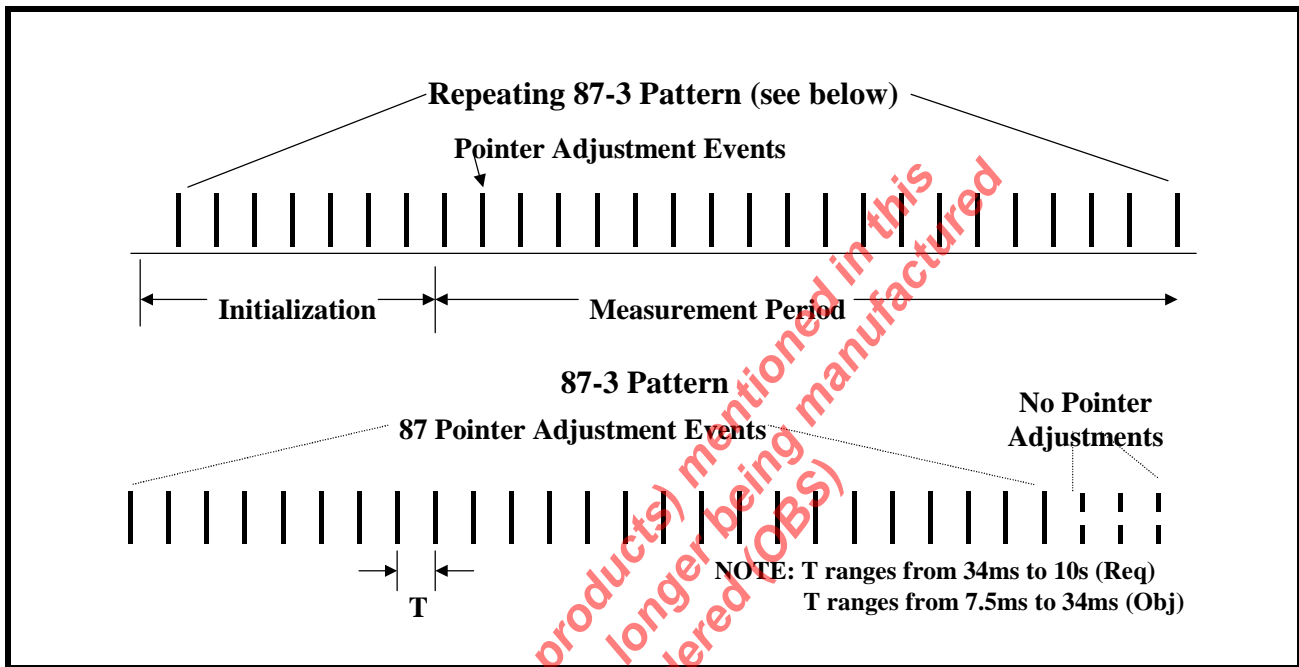 Repeating 87-3 Pattern (see below)
Pointer Adjustment Events
Initialization
Measurement Period
87-3 Pattern
87 Pointer Adjustment Events
No Pointer
Adjustments
T
NOTE: T ranges from 34ms to 10s (Req)
T ranges from 7.5ms to 34ms (Obj)
products) mentioned in this
longer being manufactured
dered (OBS)